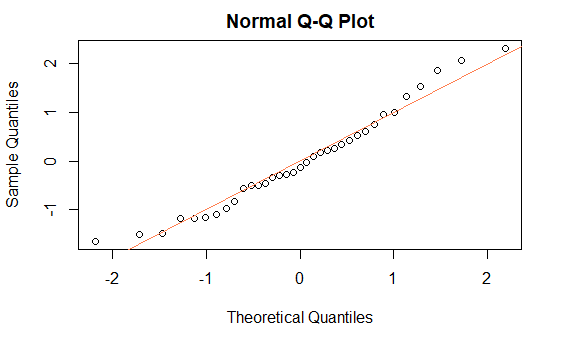 Normal Q-Q Plot
Sample Quantiles
2
1
0
-1
-2 -1 0 1 2
Theoretical Quantiles